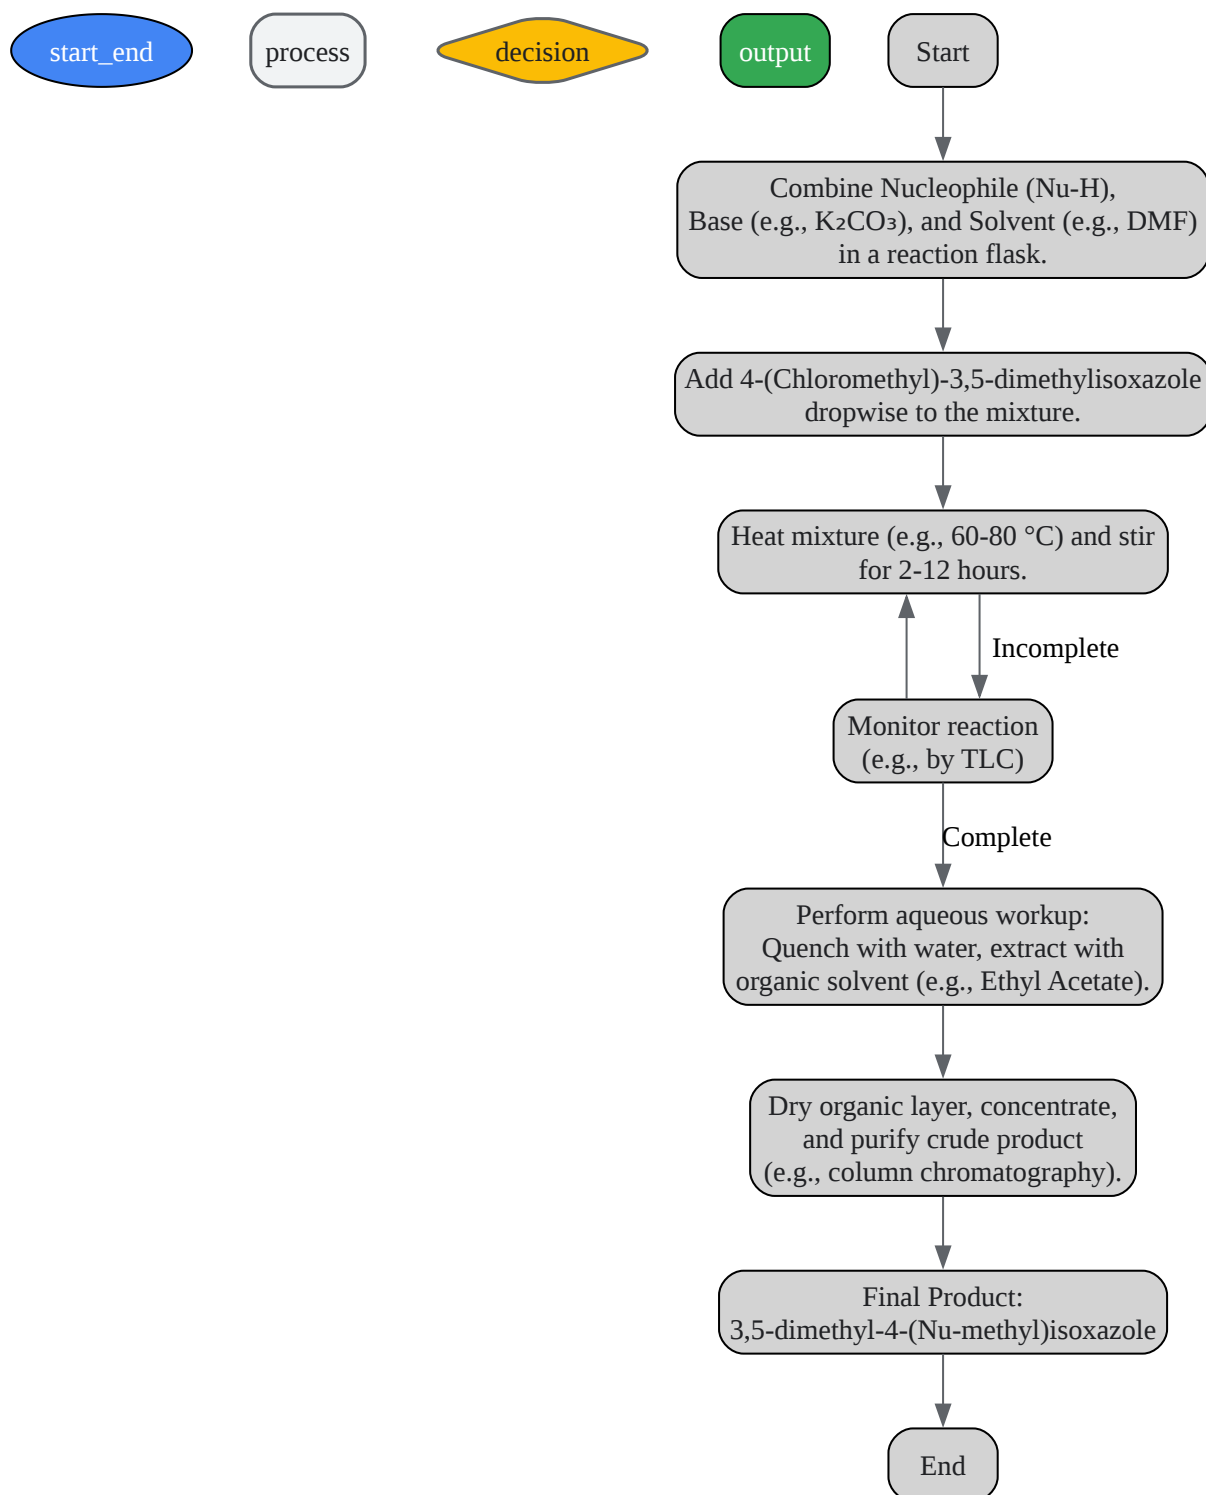 start_end
process
decision
output
Start
Combine Nucleophile (Nu-H),
Base (e.g., K₂CO₃), and Solvent (e.g., DMF)
in a reaction flask.
Add 4-(Chloromethyl)-3,5-dimethylisoxazole
dropwise to the mixture.
Heat mixture (e.g., 60-80 °C) and stir
for 2-12 hours.
Incomplete
Monitor reaction
(e.g., by TLC)
Complete
Perform aqueous workup:
Quench with water, extract with
organic solvent (e.g., Ethyl Acetate).
Dry organic layer, concentrate,
and purify crude product
(e.g., column chromatography).
Final Product:
3,5-dimethyl-4-(Nu-methyl)isoxazole
End